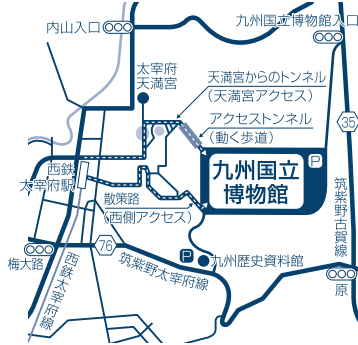 内山入口
九州国立博物館入口
太宰府
天満宮
天満宮からのトンネル
(天満宮アクセス)
アクセストンネル
(動く歩道)
35
P
九州国立
博物館
西鉄
太宰府駅
散策路
(西側アクセス)
筑紫野古賀線
76
梅大路
西鉄太宰府線
筑紫野太宰府線
P
九州歴史資料館
原